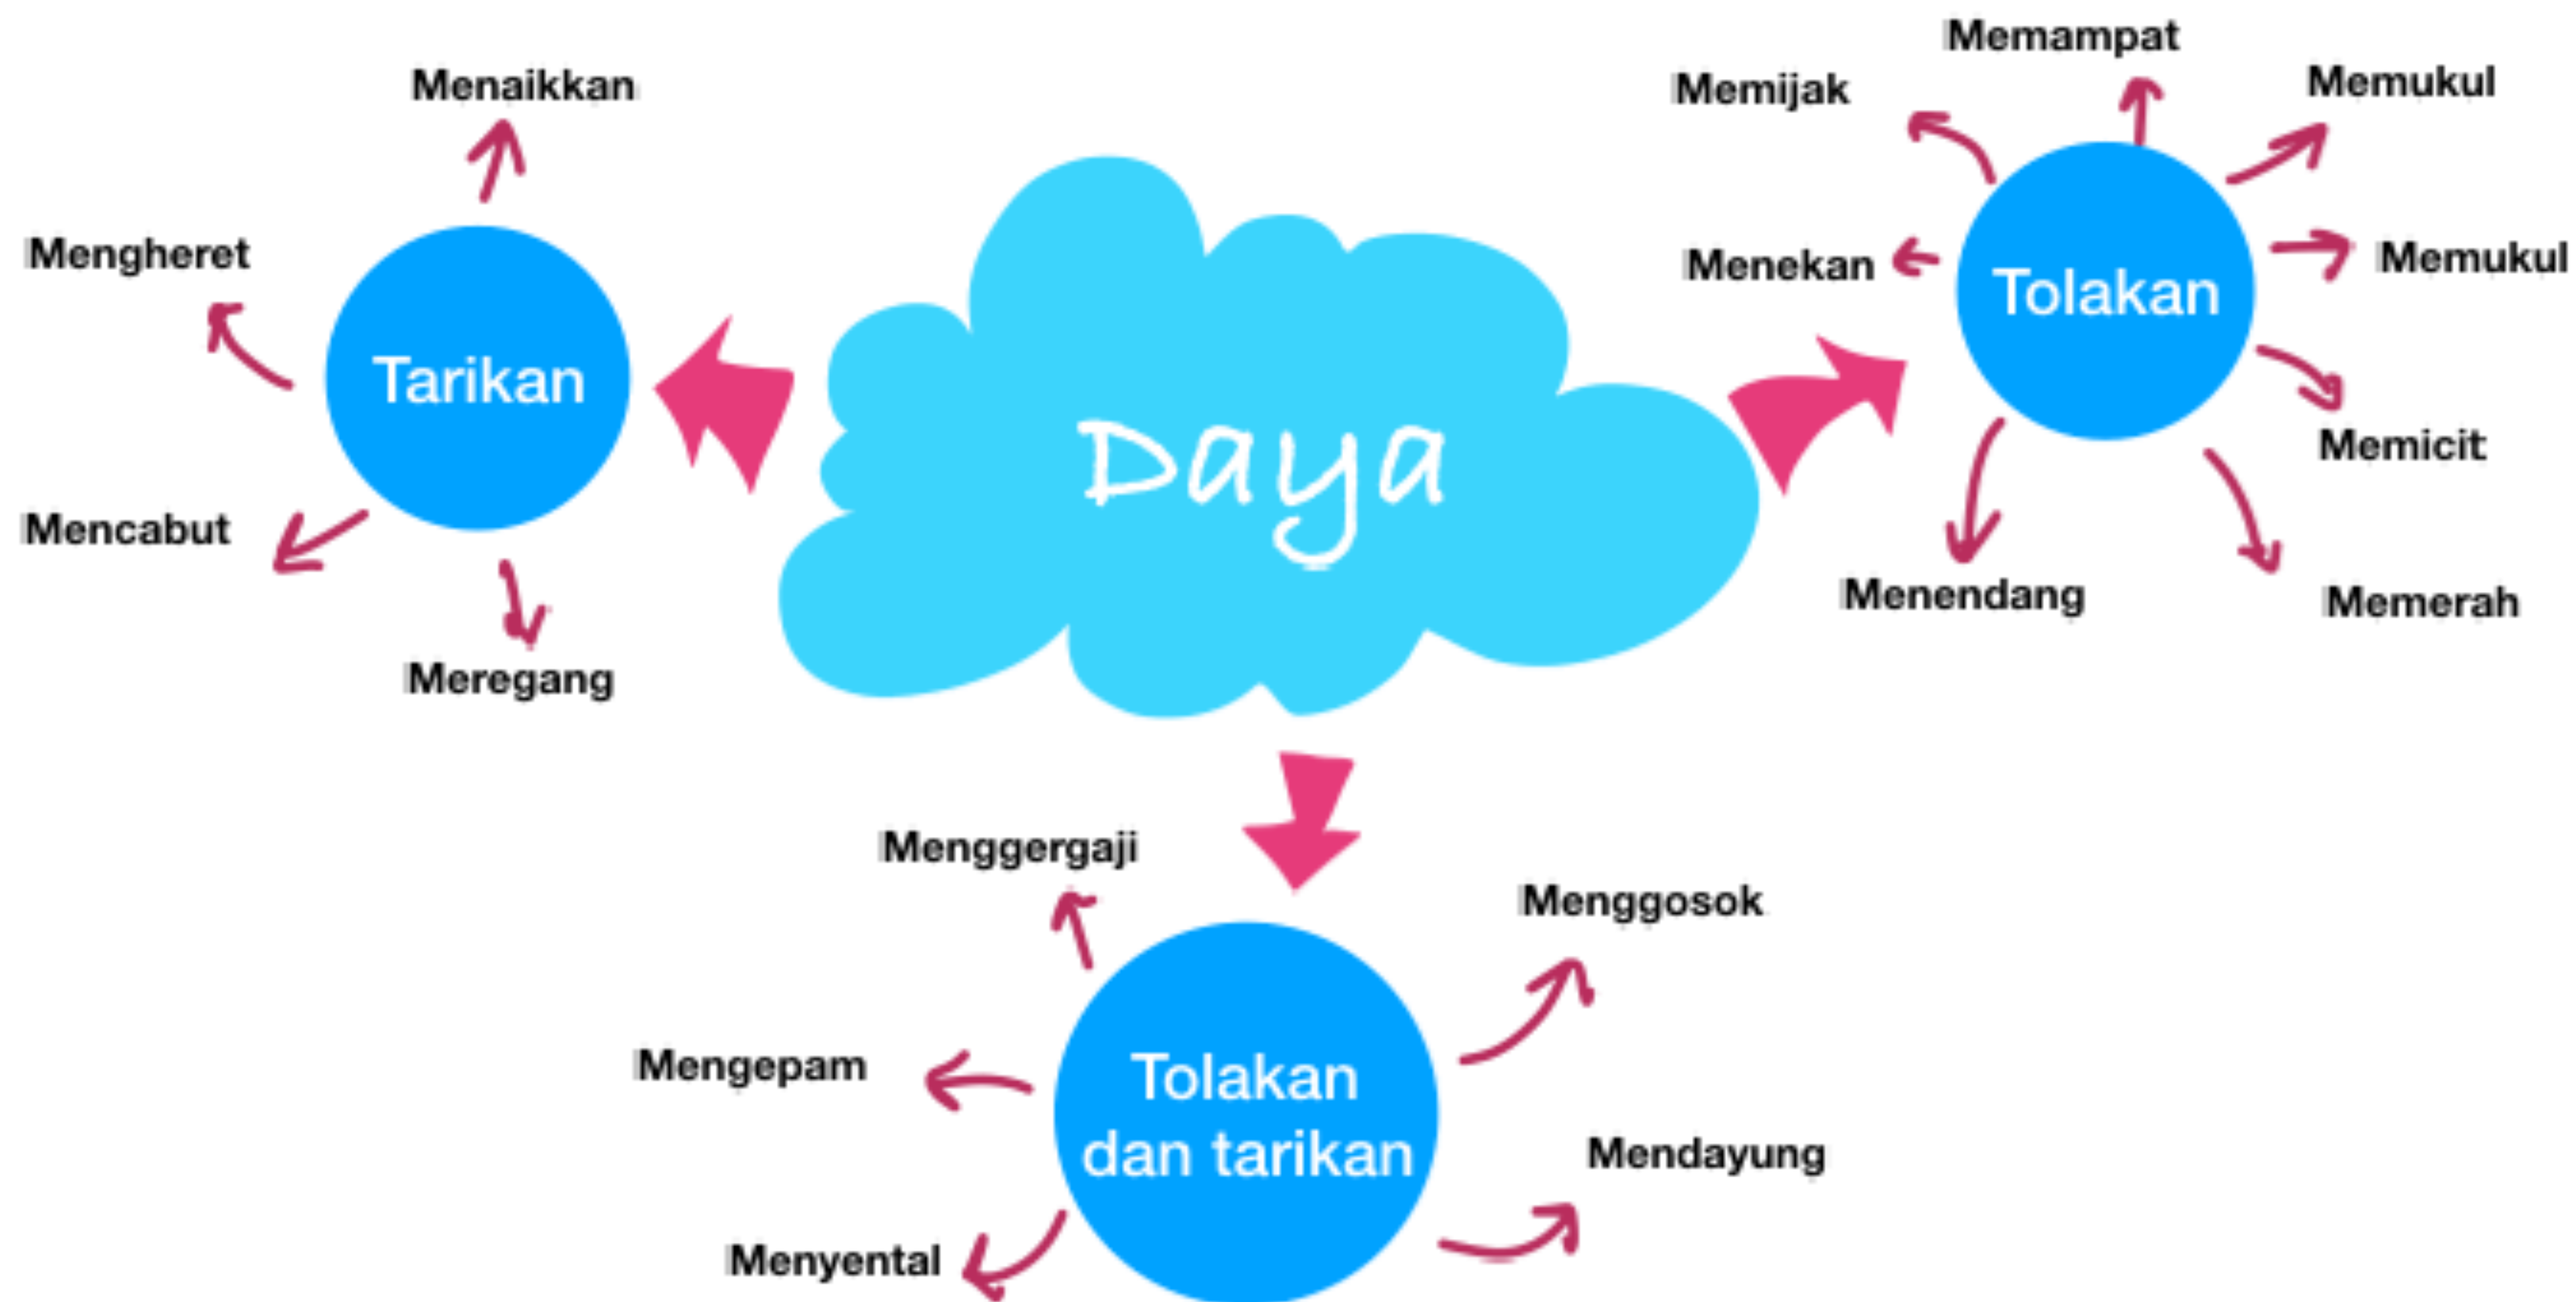 Daya
Tarikan
Menaikkan
Mengheret
Mencabut
Meregang
Tolakan
Memampat
Memijak
Memukul
Menekan
Memukul
Memicit
Menendang
Memerah
Tolakan
dan tarikan
Menggergaji
Menggosok
Mengepam
Mendayung
Menyental